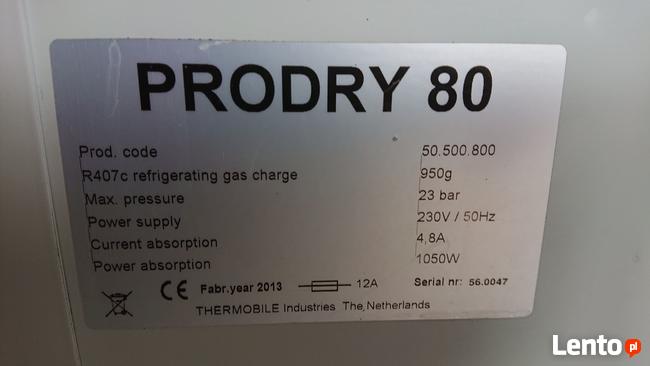 PRODRY 80
Prod. code 50.500.800
R407c refrigerating gas charge 950g
Max. pressure 23 bar
Power supply 230V / 50Hz
Current absorption 4,8A
Power absorption 1050W
CE Fabr.year 2013 12A Serial nr: 56.0047
THERMOBILE Industries The Netherlands
Lento pl